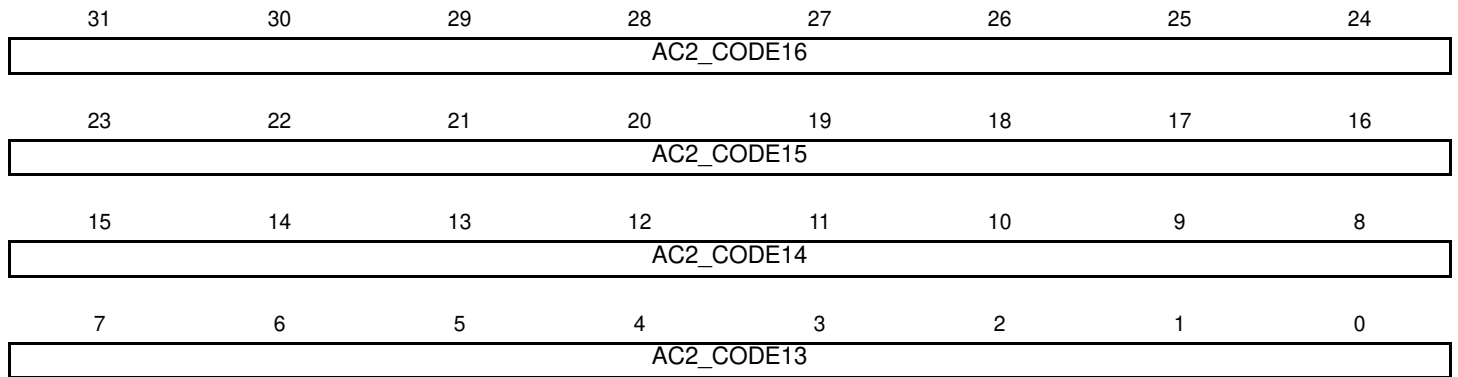 31 30 29 28 27 26 25 24
AC2_CODE16
23 22 21 20 19 18 17 16
AC2_CODE15
15 14 13 12 11 10 9 8
AC2_CODE14
7 6 5 4 3 2 1 0
AC2_CODE13